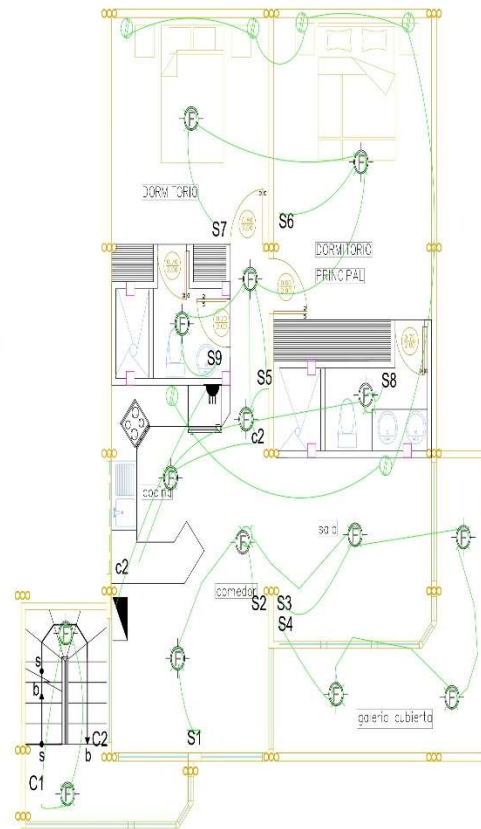 F
DORMITORIO
S7
S6
F
DORMITORIO
PRINCIPAL
F
F
S9
S5
S8
F
F
c2
F
cocina
F
sala
F
F
comedor
c2
S2
S3
S4
F
S1
F
F
galeria cubierta
F
s
b
s
C2
b
C1
F